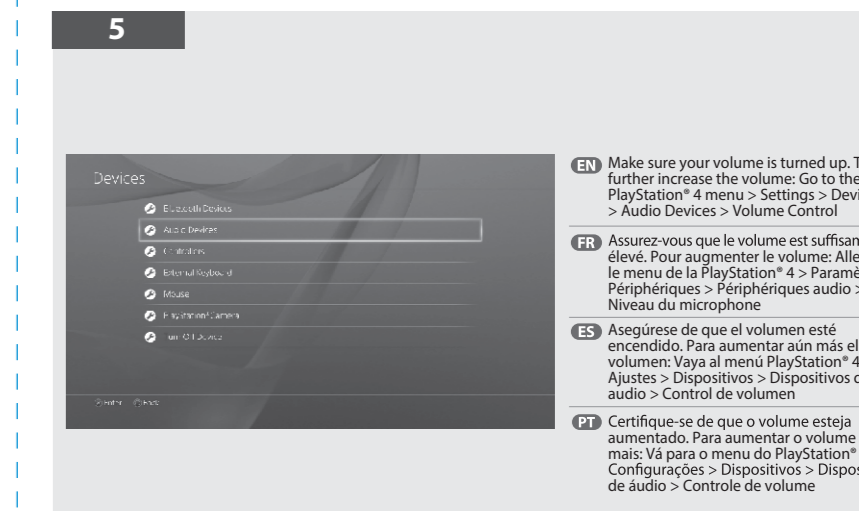 5
Devices
Bluetooth Devices
Audio Devices
Controllers
External Keyboard
Mouse
PlayStation®Camera
Turn Off Device
Enter Back
EN Make sure your volume is turned up. T
further increase the volume: Go to the
PlayStation® 4 menu > Settings > Devi
> Audio Devices > Volume Control
FR Assurez-vous que le volume est suffisan
élevé. Pour augmenter le volume: Alle
le menu de la PlayStation® 4 > Paramè
Périphériques > Périphériques audio >
Niveau du microphone
ES Asegúrese de que el volumen esté
encendido. Para aumentar aún más el
volumen: Vaya al menú PlayStation® 4
Ajustes > Dispositivos > Dispositivos d
audio > Control de volumen
PT Certifique-se de que o volume esteja
aumentado. Para aumentar o volume
mais: Vá para o menu do PlayStation®
Configurações > Dispositivos > Dispos
de áudio > Controle de volume